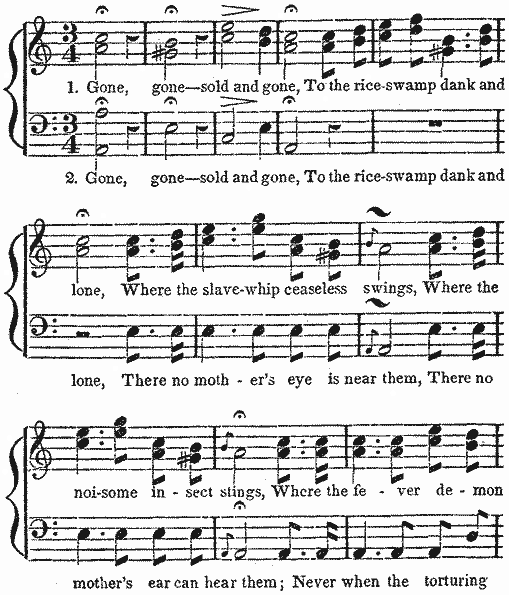 1. Gone, gone—sold and gone, To the rice-swamp dank and
2. Gone, gone—sold and gone, To the rice-swamp dank and
lone, Where the slave-whip ceaseless swings, Where the
lone, There no moth - er's eye is near them, There no
noi-some in - sect stings, Where the fe - ver de - mon
mother's ear can hear them; Never when the torturing